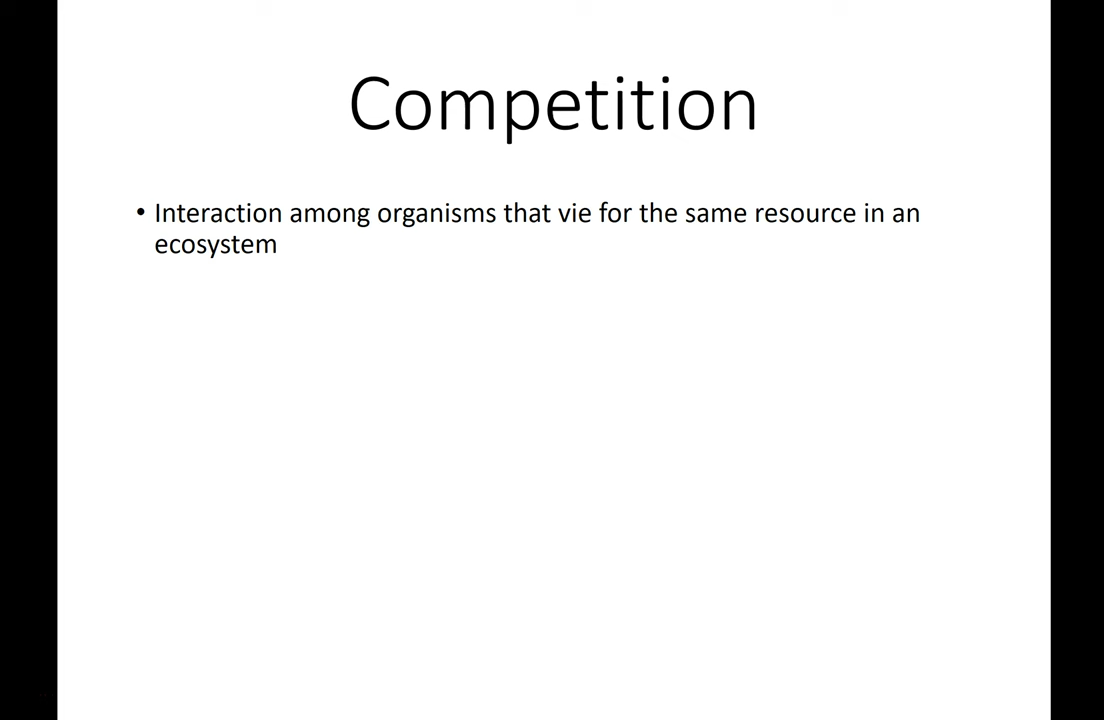 Competition
• Interaction among organisms that vie for the same resource in an
ecosystem